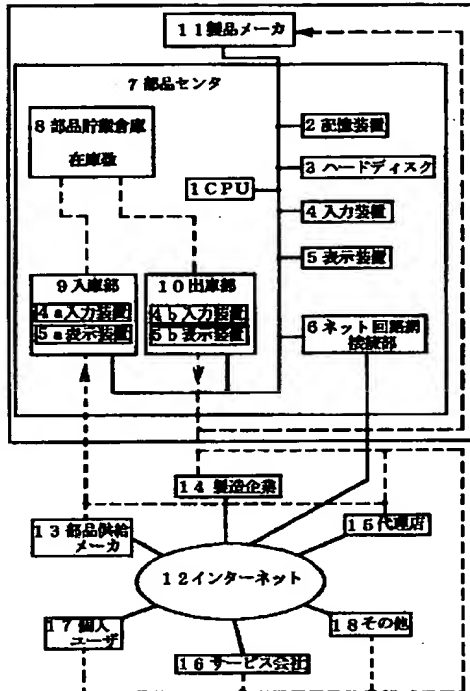 11製品メーカ
7部品センタ
8部品貯蔵倉庫
在庫数
2記憶装置
3ハードディスク
1CPU
4入力装置
5表示装置
9入庫部
4a入力装置
5a表示装置
10出庫部
4b入力装置
5b表示装置
6ネット回路網
接続部
14製造企業
13部品供給
メーカ
15代理店
12インターネット
17個人
ユーザ
18その他
16サービス会社